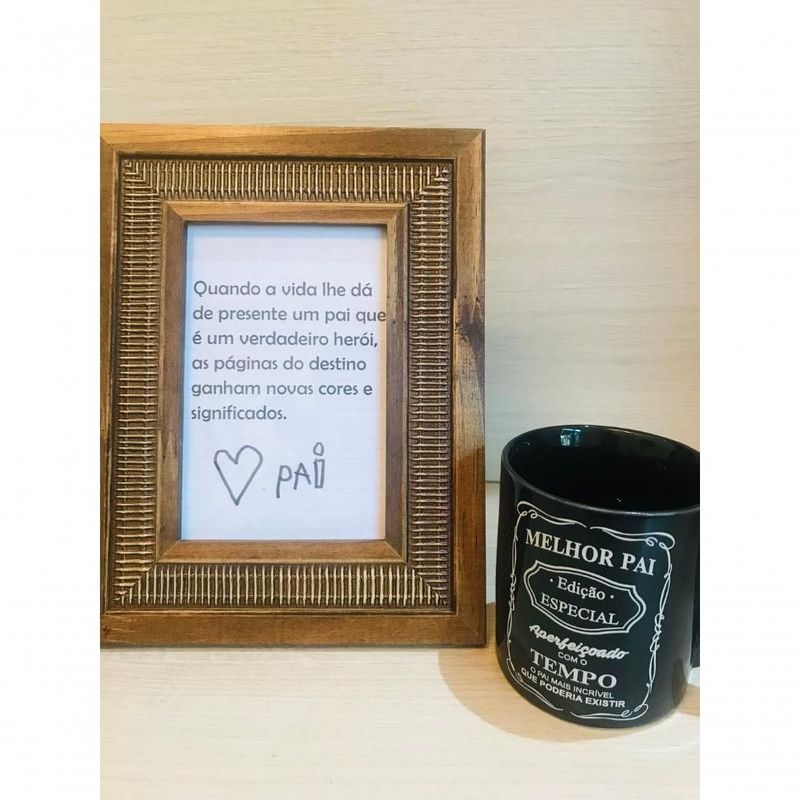 Quando a vida lhe dá
de presente um pai que
é um verdadeiro herói,
as páginas do destino
ganham novas cores e
significados.
♡ PAi
MELHOR PAI
· Edição ·
ESPECIAL
Aperfeiçoado
COM O
TEMPO
O PAI MAIS INCRÍVEL
QUE PODERIA EXISTIR